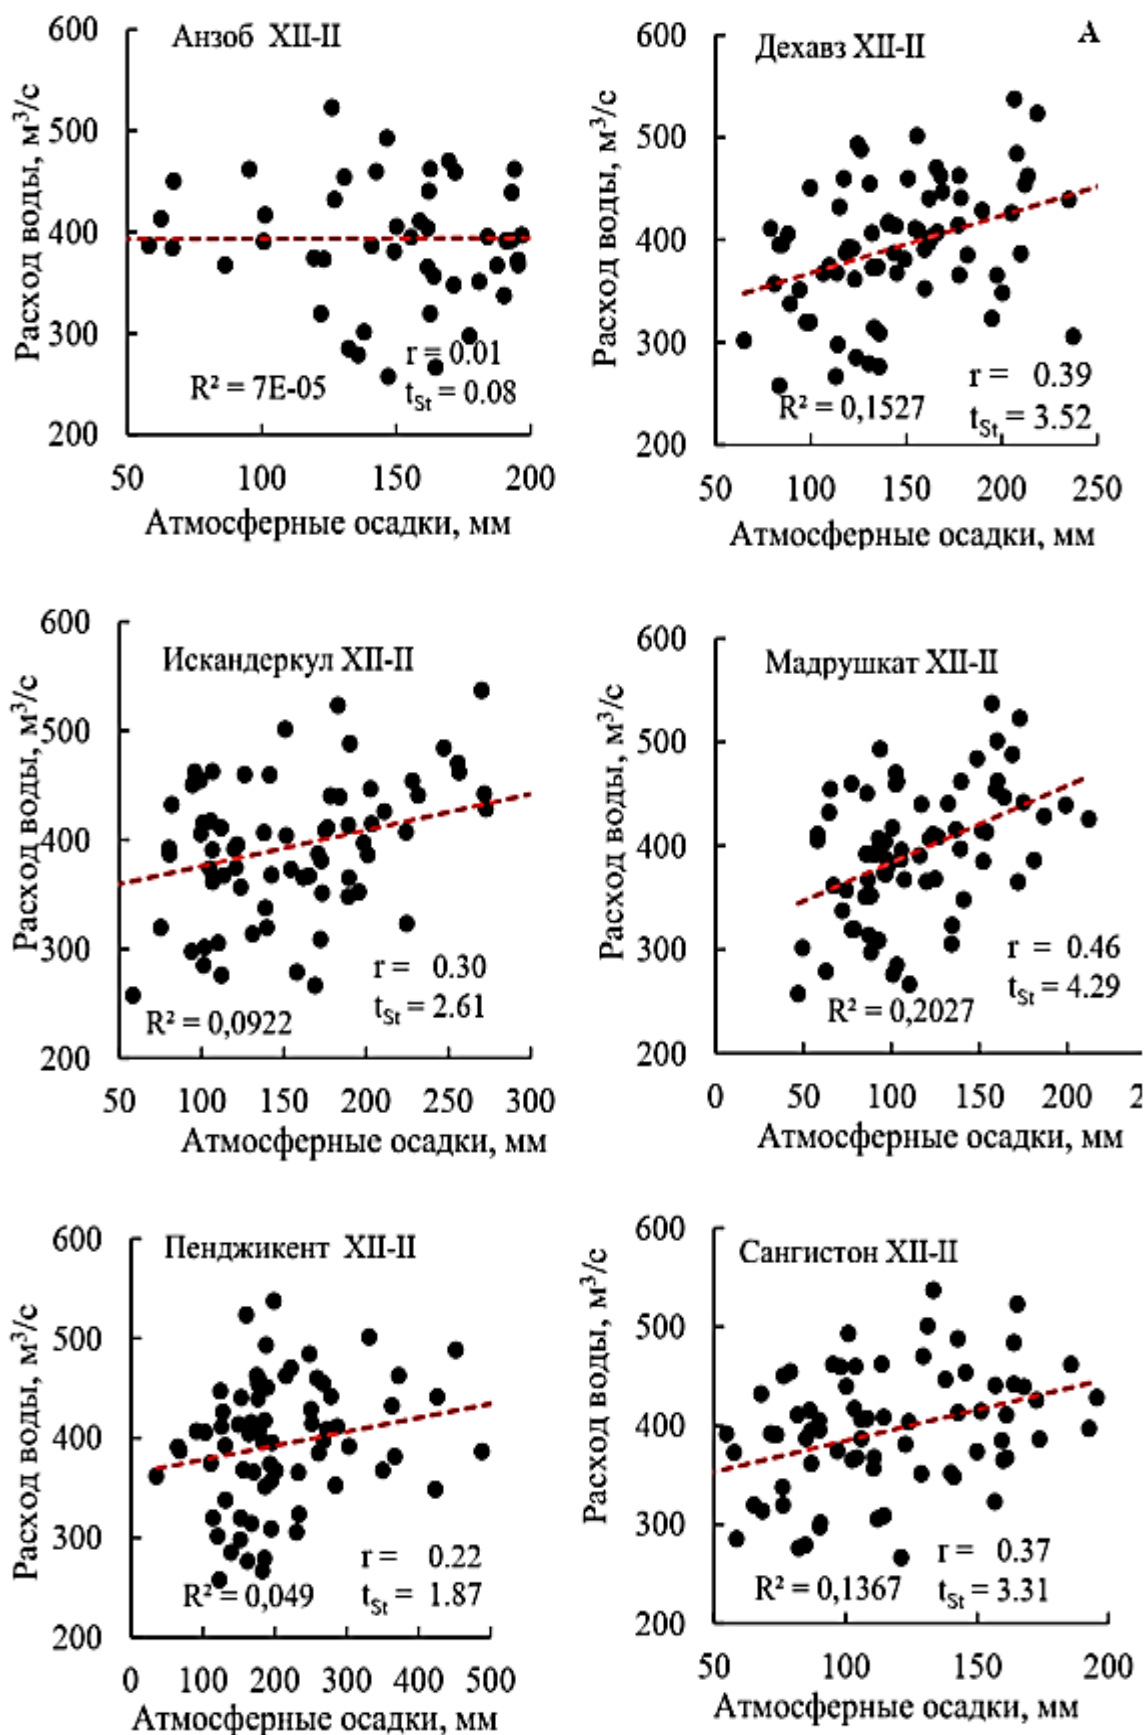 Анзоб XII-II
Расход воды, м³/с
600
500
400
300
200
r = 0.01
R² = 7E-05
t_St = 0.08
50 100 150 200
Атмосферные осадки, мм
А
Дехавз XII-II
Расход воды, м³/с
600
500
400
300
200
r = 0.39
R² = 0,1527
t_St = 3.52
50 100 150 200 250
Атмосферные осадки, мм
Искандеркул XII-II
Расход воды, м³/с
600
500
400
300
200
r = 0.30
t_St = 2.61
R² = 0,0922
50 100 150 200 250 300
Атмосферные осадки, мм
Мадрушкат XII-II
Расход воды, м³/с
600
500
400
300
200
r = 0.46
t_St = 4.29
R² = 0,2027
0 50 100 150 200 2
Атмосферные осадки, мм
Пенджикент XII-II
Расход воды, м³/с
600
500
400
300
200
r = 0.22
R² = 0,049
t_St = 1.87
0 100 200 300 400 500
Атмосферные осадки, мм
Сангистон XII-II
Расход воды, м³/с
600
500
400
300
200
r = 0.37
R² = 0,1367
t_St = 3.31
50 100 150 200
Атмосферные осадки, мм